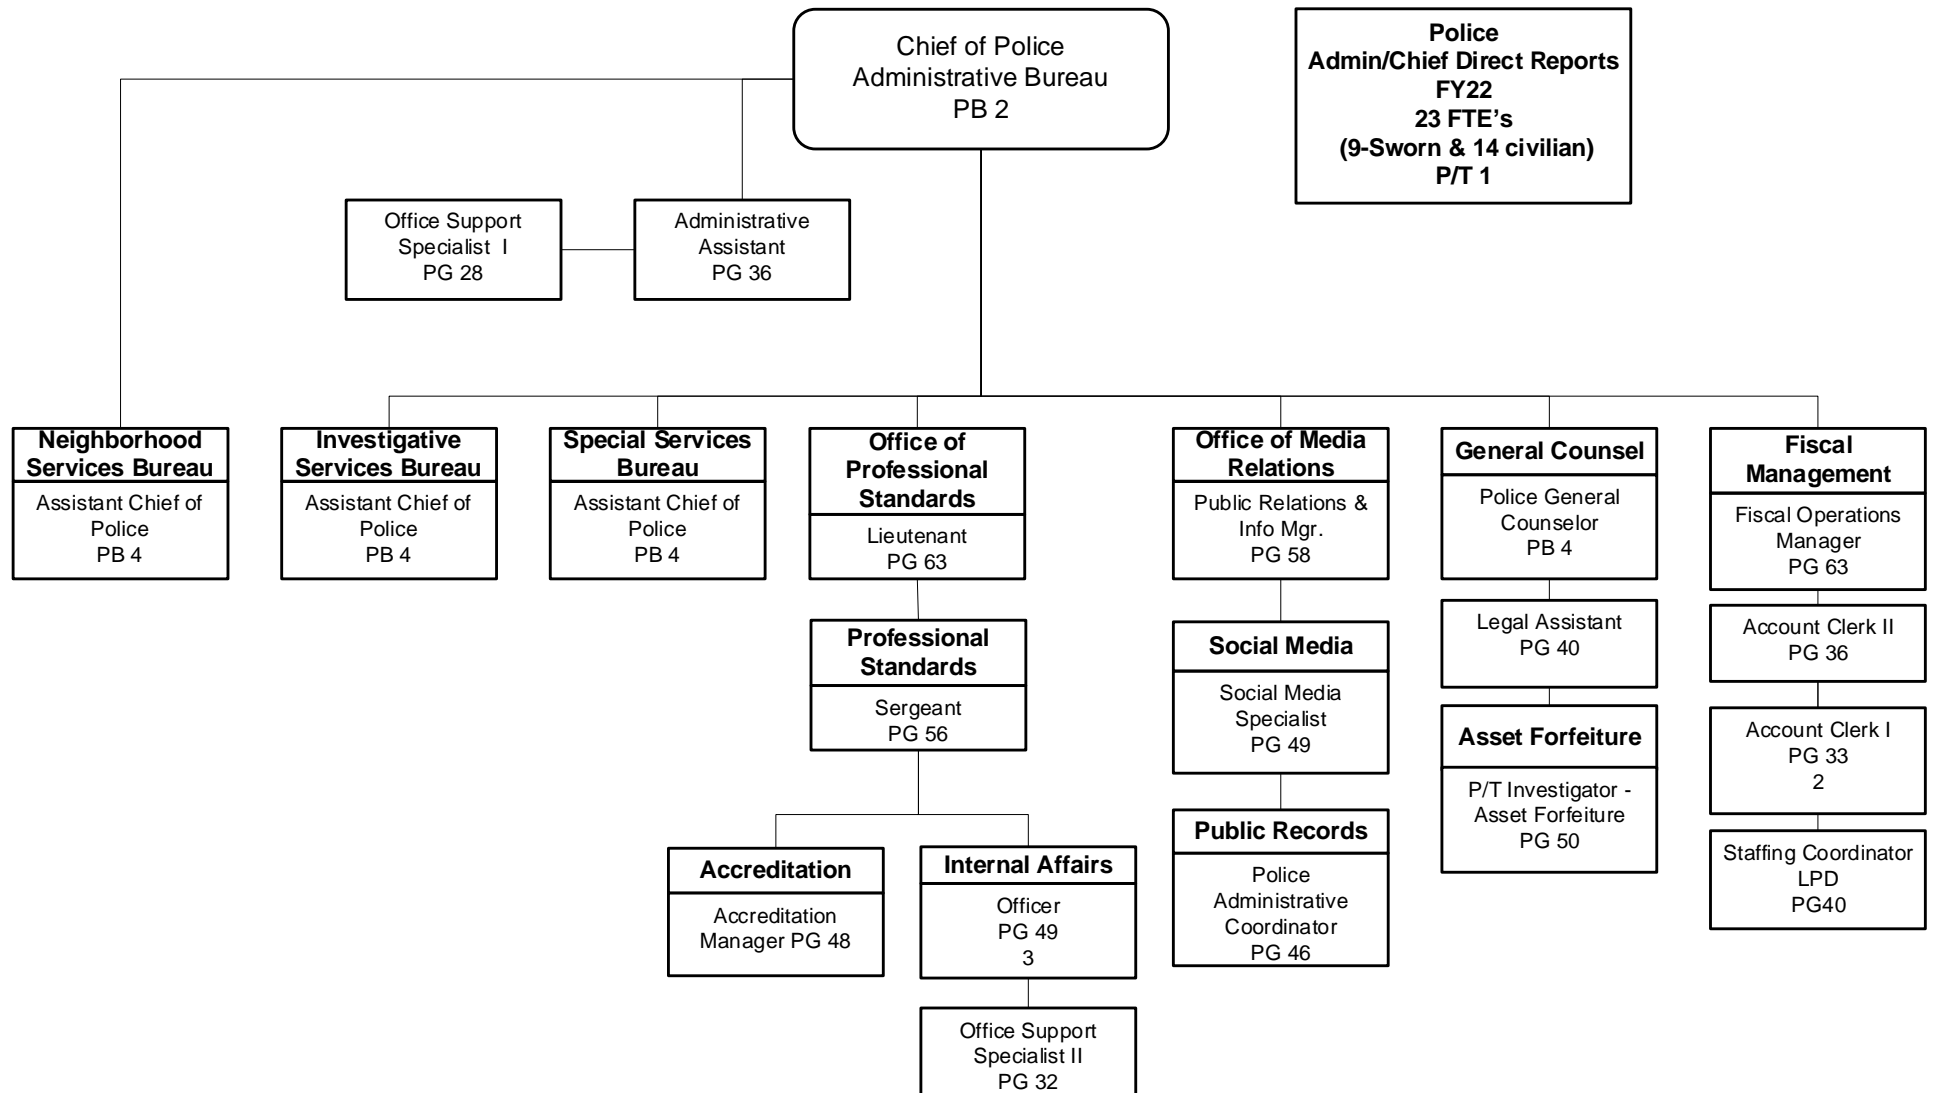 Chief of Police
Administrative Bureau
PB 2
Police
Admin/Chief Direct Reports
FY22
23 FTE's
(9-Sworn & 14 civilian)
P/T 1
Office Support
Specialist I
PG 28
Administrative
Assistant
PG 36
Neighborhood
Services Bureau
Assistant Chief of
Police
PB 4
Investigative
Services Bureau
Assistant Chief of
Police
PB 4
Special Services
Bureau
Assistant Chief of
Police
PB 4
Office of
Professional
Standards
Lieutenant
PG 63
Professional
Standards
Sergeant
PG 56
Accreditation
Accreditation
Manager PG 48
Internal Affairs
Officer
PG 49
3
Office Support
Specialist II
PG 32
Office of Media
Relations
Public Relations &
Info Mgr.
PG 58
Social Media
Social Media
Specialist
PG 49
Public Records
Police
Administrative
Coordinator
PG 46
General Counsel
Police General
Counselor
PB 4
Legal Assistant
PG 40
Asset Forfeiture
P/T Investigator -
Asset Forfeiture
PG 50
Fiscal
Management
Fiscal Operations
Manager
PG 63
Account Clerk II
PG 36
Account Clerk I
PG 33
2
Staffing Coordinator
LPD
PG40